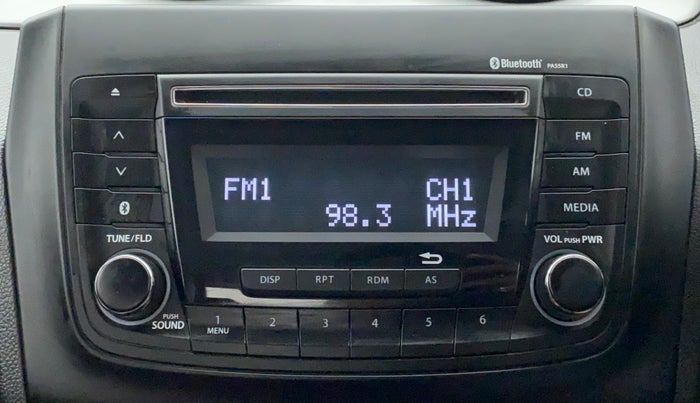 Bluetooth PA55R1
CD
FM
AM
MEDIA
FM1 CH1
98.3 MHz
TUNE/FLD
VOL PUSH PWR
DISP RPT RDM AS
PUSH SOUND
1 2 3 4 5 6
MENU